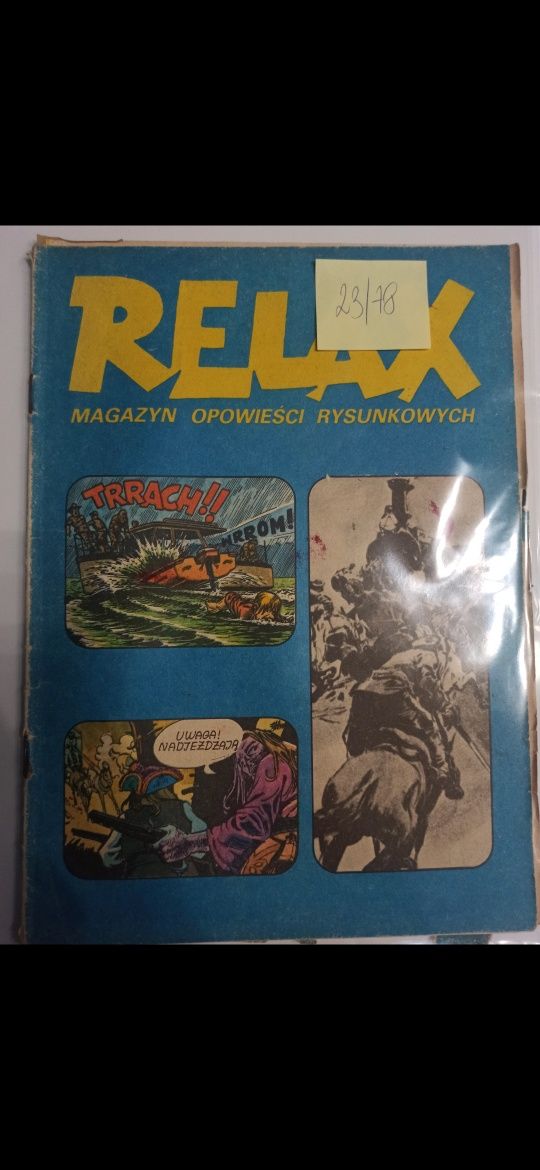 RELAX
23/78
MAGAZYN OPOWIEŚCI RYSUNKOWYCH
TRRACH!!
WRROM!
UWAGA!
NADJEŻDŻAJĄ